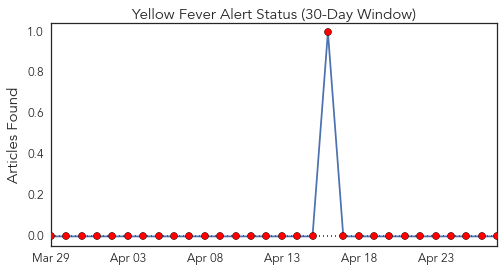 Yellow Fever Alert Status (30-Day Window)
Articles Found
1.0
0.8
0.6
0.4
0.2
0.0
Mar 29 Apr 03 Apr 08 Apr 13 Apr 18 Apr 23